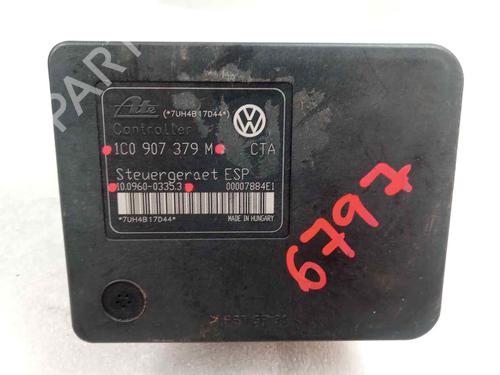 Ate (*7UH4B17D44*)
Controller
1C0 907 379 M CTA
Steuergeraet ESP
10.0960-0335.3 00007884E1
*7UH4B17D44* MADE IN HUNGARY
6797